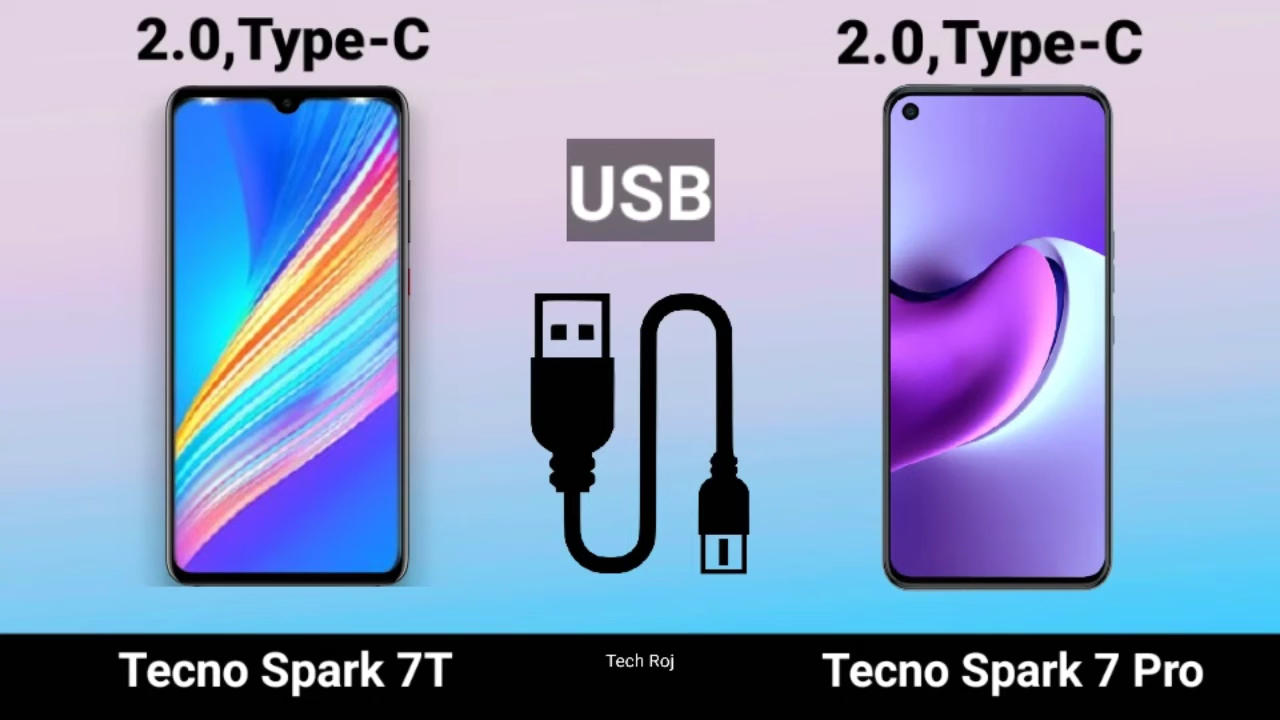 2.0,Type-C
2.0,Type-C
USB
Tecno Spark 7T
Tech Roj
Tecno Spark 7 Pro